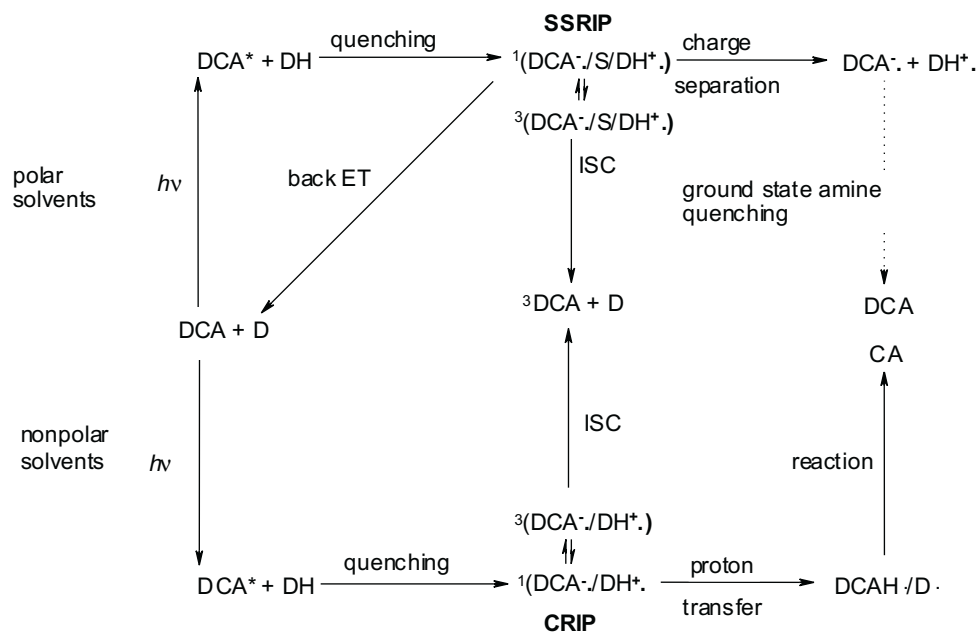 SSRIP
DCA* + DH
quenching
¹(DCA⁻·/S/DH⁺·)
charge
separation
DCA⁻· + DH⁺·
³(DCA⁻·/S/DH⁺·)
polar
solvents
hν
back ET
ISC
ground state amine
quenching
DCA + D
³DCA + D
DCA
CA
nonpolar
solvents
hν
ISC
reaction
³(DCA⁻·/DH⁺·)
DCA* + DH
quenching
¹(DCA⁻·/DH⁺·
proton
transfer
DCAH·/D·
CRIP